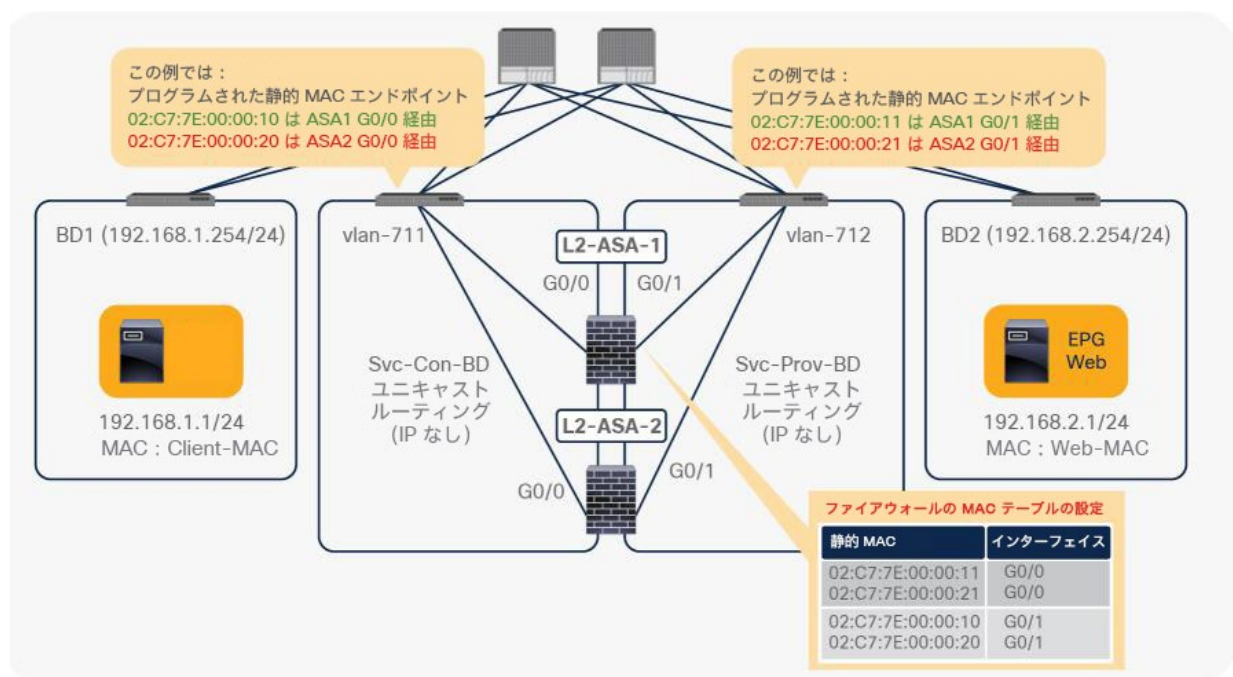 この例では：
プログラムされた静的 MAC エンドポイント
02:C7:7E:00:00:10 は ASA1 G0/0 経由
02:C7:7E:00:00:20 は ASA2 G0/0 経由
この例では：
プログラムされた静的 MAC エンドポイント
02:C7:7E:00:00:11 は ASA1 G0/1 経由
02:C7:7E:00:00:21 は ASA2 G0/1 経由
BD1 (192.168.1.254/24)
192.168.1.1/24
MAC：Client-MAC
vlan-711
Svc-Con-BD
ユニキャスト
ルーティング
(IP なし)
L2-ASA-1
G0/0
G0/1
L2-ASA-2
G0/0
G0/1
vlan-712
Svc-Prov-BD
ユニキャスト
ルーティング
(IP なし)
BD2 (192.168.2.254/24)
EPG
Web
192.168.2.1/24
MAC：Web-MAC
ファイアウォールの MAC テーブルの設定
静的 MAC インターフェイス
02:C7:7E:00:00:11 G0/0
02:C7:7E:00:00:21 G0/0
02:C7:7E:00:00:10 G0/1
02:C7:7E:00:00:20 G0/1